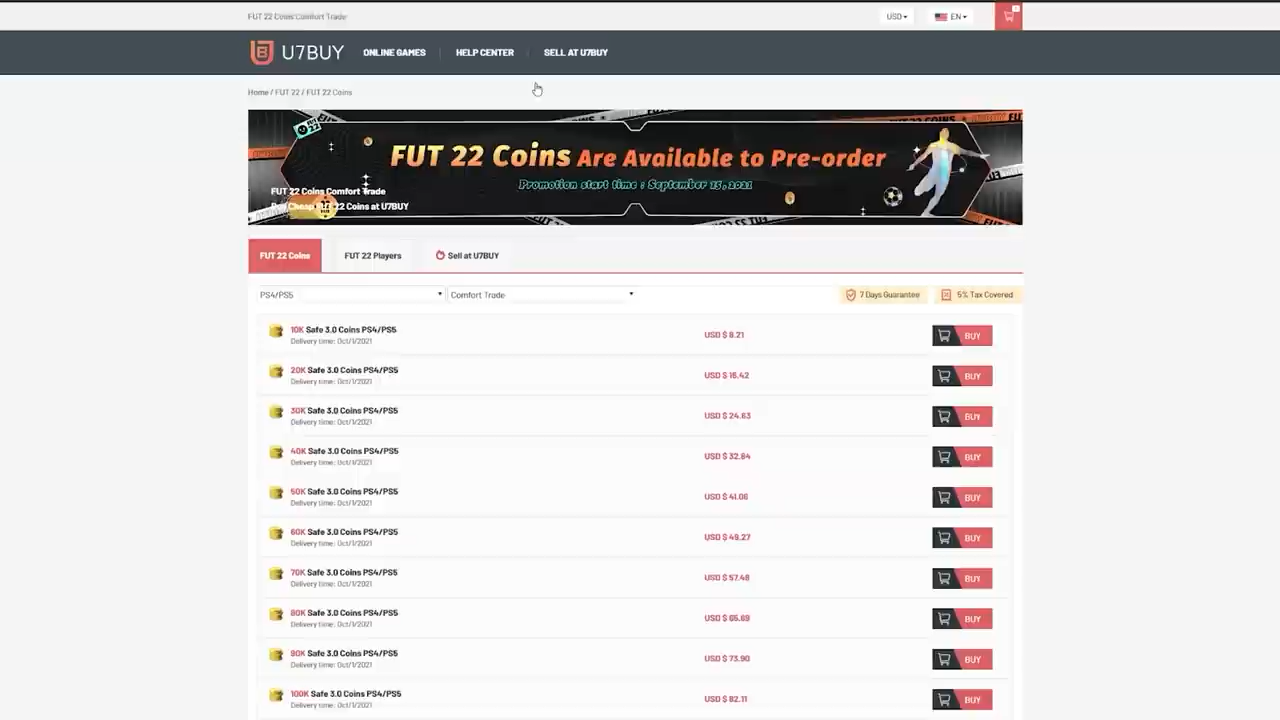 FUT 22 Coins Comfort Trade
USD
EN
1
U7BUY
ONLINE GAMES
HELP CENTER
SELL AT U7BUY
Home / FUT 22 / FUT 22 Coins
FUT 22 Coins Are Available to Pre-order
Promotion start time : September 15, 2021
FUT 22 Coins Comfort Trade
Buy Cheap FUT 22 Coins at U7BUY
FUT 22 Coins
FUT 22 Players
Sell at U7BUY
PS4/PS5
Comfort Trade
7 Days Guarantee
5% Tax Covered
10K Safe 3.0 Coins PS4/PS5
USD $ 8.21
BUY
Delivery time: Oct/1/2021
20K Safe 3.0 Coins PS4/PS5
USD $ 16.42
BUY
Delivery time: Oct/1/2021
30K Safe 3.0 Coins PS4/PS5
USD $ 24.63
BUY
Delivery time: Oct/1/2021
40K Safe 3.0 Coins PS4/PS5
USD $ 32.84
BUY
Delivery time: Oct/1/2021
50K Safe 3.0 Coins PS4/PS5
USD $ 41.06
BUY
Delivery time: Oct/1/2021
60K Safe 3.0 Coins PS4/PS5
USD $ 49.27
BUY
Delivery time: Oct/1/2021
70K Safe 3.0 Coins PS4/PS5
USD $ 57.48
BUY
Delivery time: Oct/1/2021
80K Safe 3.0 Coins PS4/PS5
USD $ 65.69
BUY
Delivery time: Oct/1/2021
90K Safe 3.0 Coins PS4/PS5
USD $ 73.90
BUY
Delivery time: Oct/1/2021
100K Safe 3.0 Coins PS4/PS5
USD $ 82.11
BUY
Delivery time: Oct/1/2021